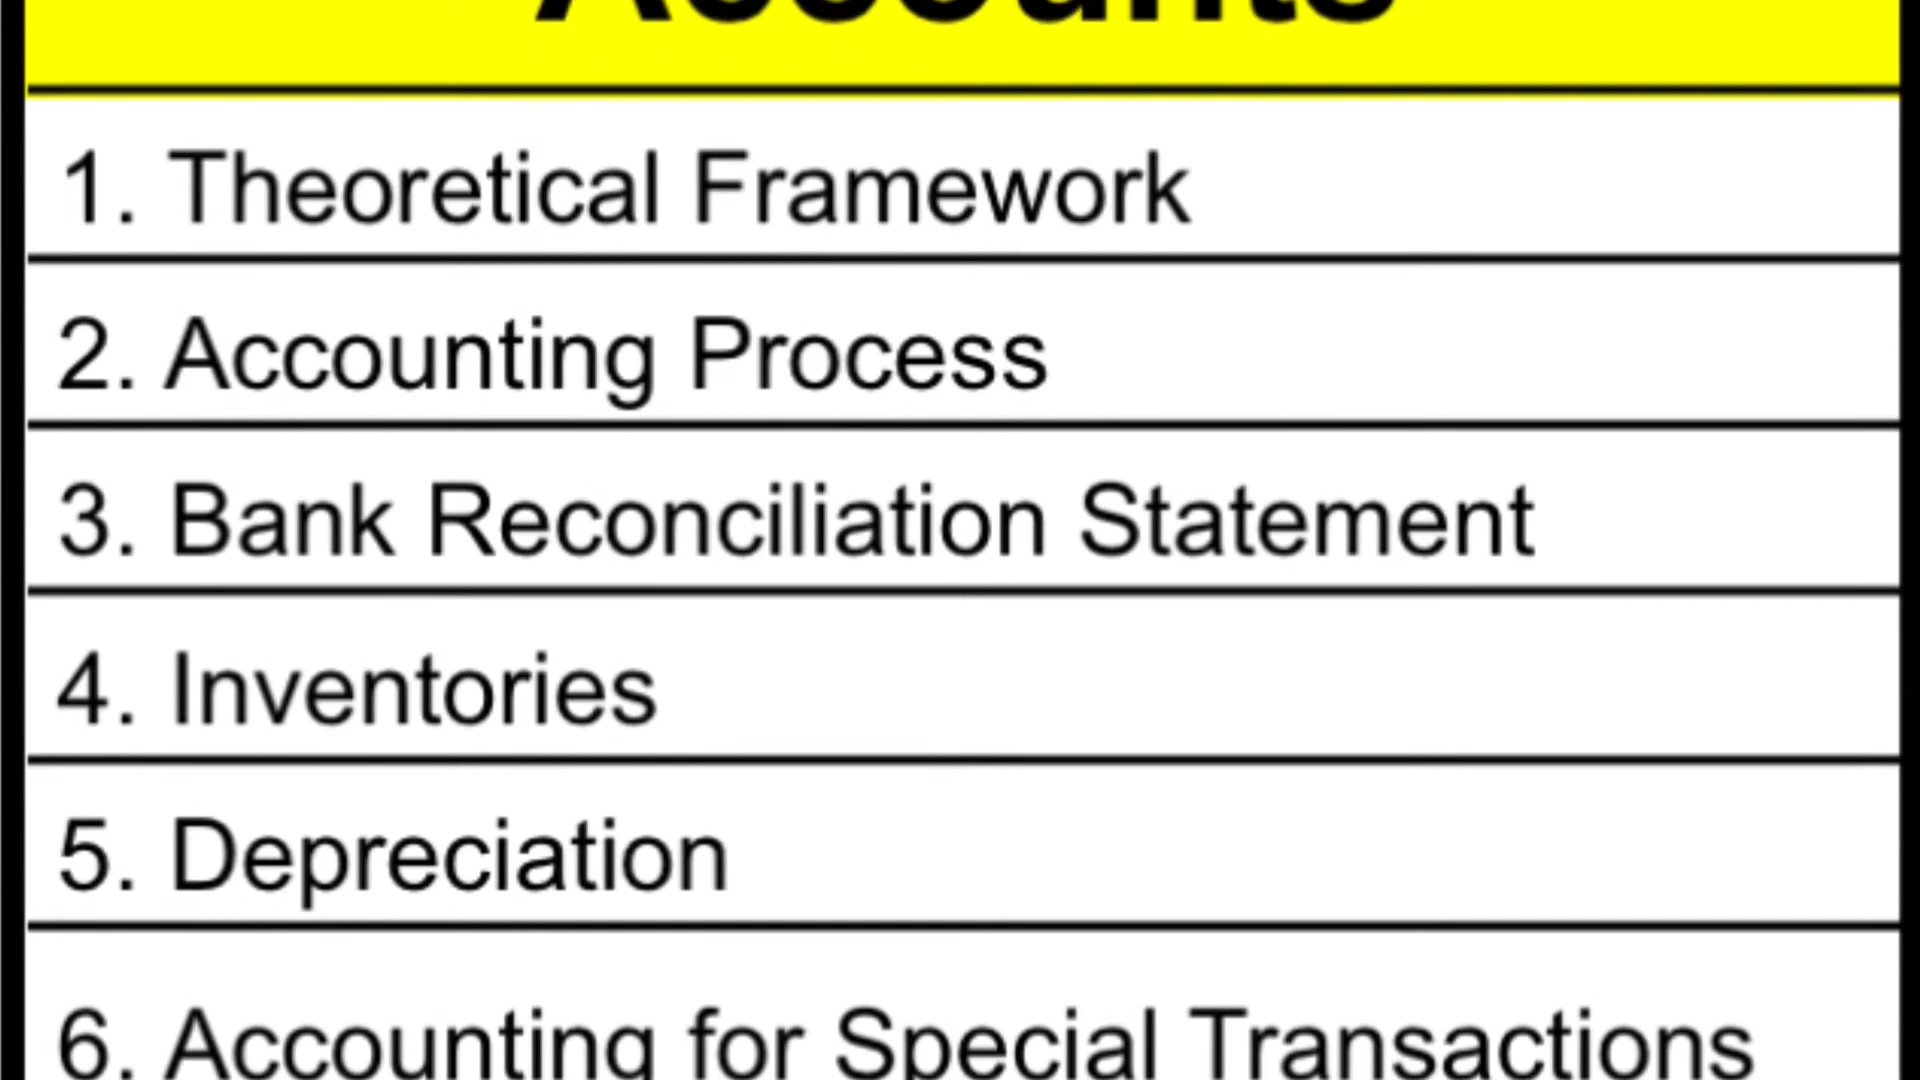 Accounts
1. Theoretical Framework
2. Accounting Process
3. Bank Reconciliation Statement
4. Inventories
5. Depreciation
6. Accounting for Special Transactions